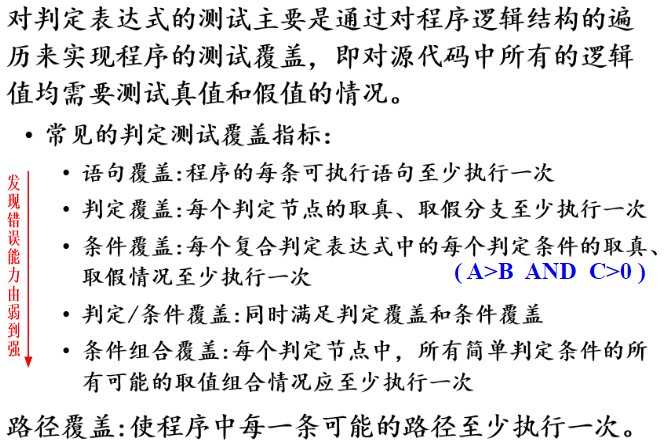 对判定表达式的测试主要是通过对程序逻辑结构的遍
历来实现程序的测试覆盖，即对源代码中所有的逻辑
值均需要测试真值和假值的情况。
• 常见的判定测试覆盖指标：
• 语句覆盖:程序的每条可执行语句至少执行一次
• 判定覆盖:每个判定节点的取真、取假分支至少执行一次
• 条件覆盖:每个复合判定表达式中的每个判定条件的取真、
取假情况至少执行一次
( A>B AND C>0 )
• 判定/条件覆盖:同时满足判定覆盖和条件覆盖
• 条件组合覆盖:每个判定节点中，所有简单判定条件的所
有可能的取值组合情况应至少执行一次
发现错误能力由弱到强
路径覆盖:使程序中每一条可能的路径至少执行一次。